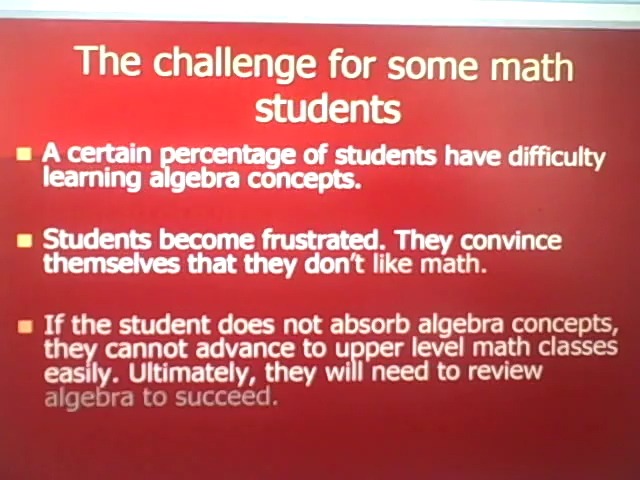 The challenge for some math
students
A certain percentage of students have difficulty
learning algebra concepts.
Students become frustrated. They convince
themselves that they don't like math.
If the student does not absorb algebra concepts,
they cannot advance to upper level math classes
easily. Ultimately, they will need to review
algebra to succeed.